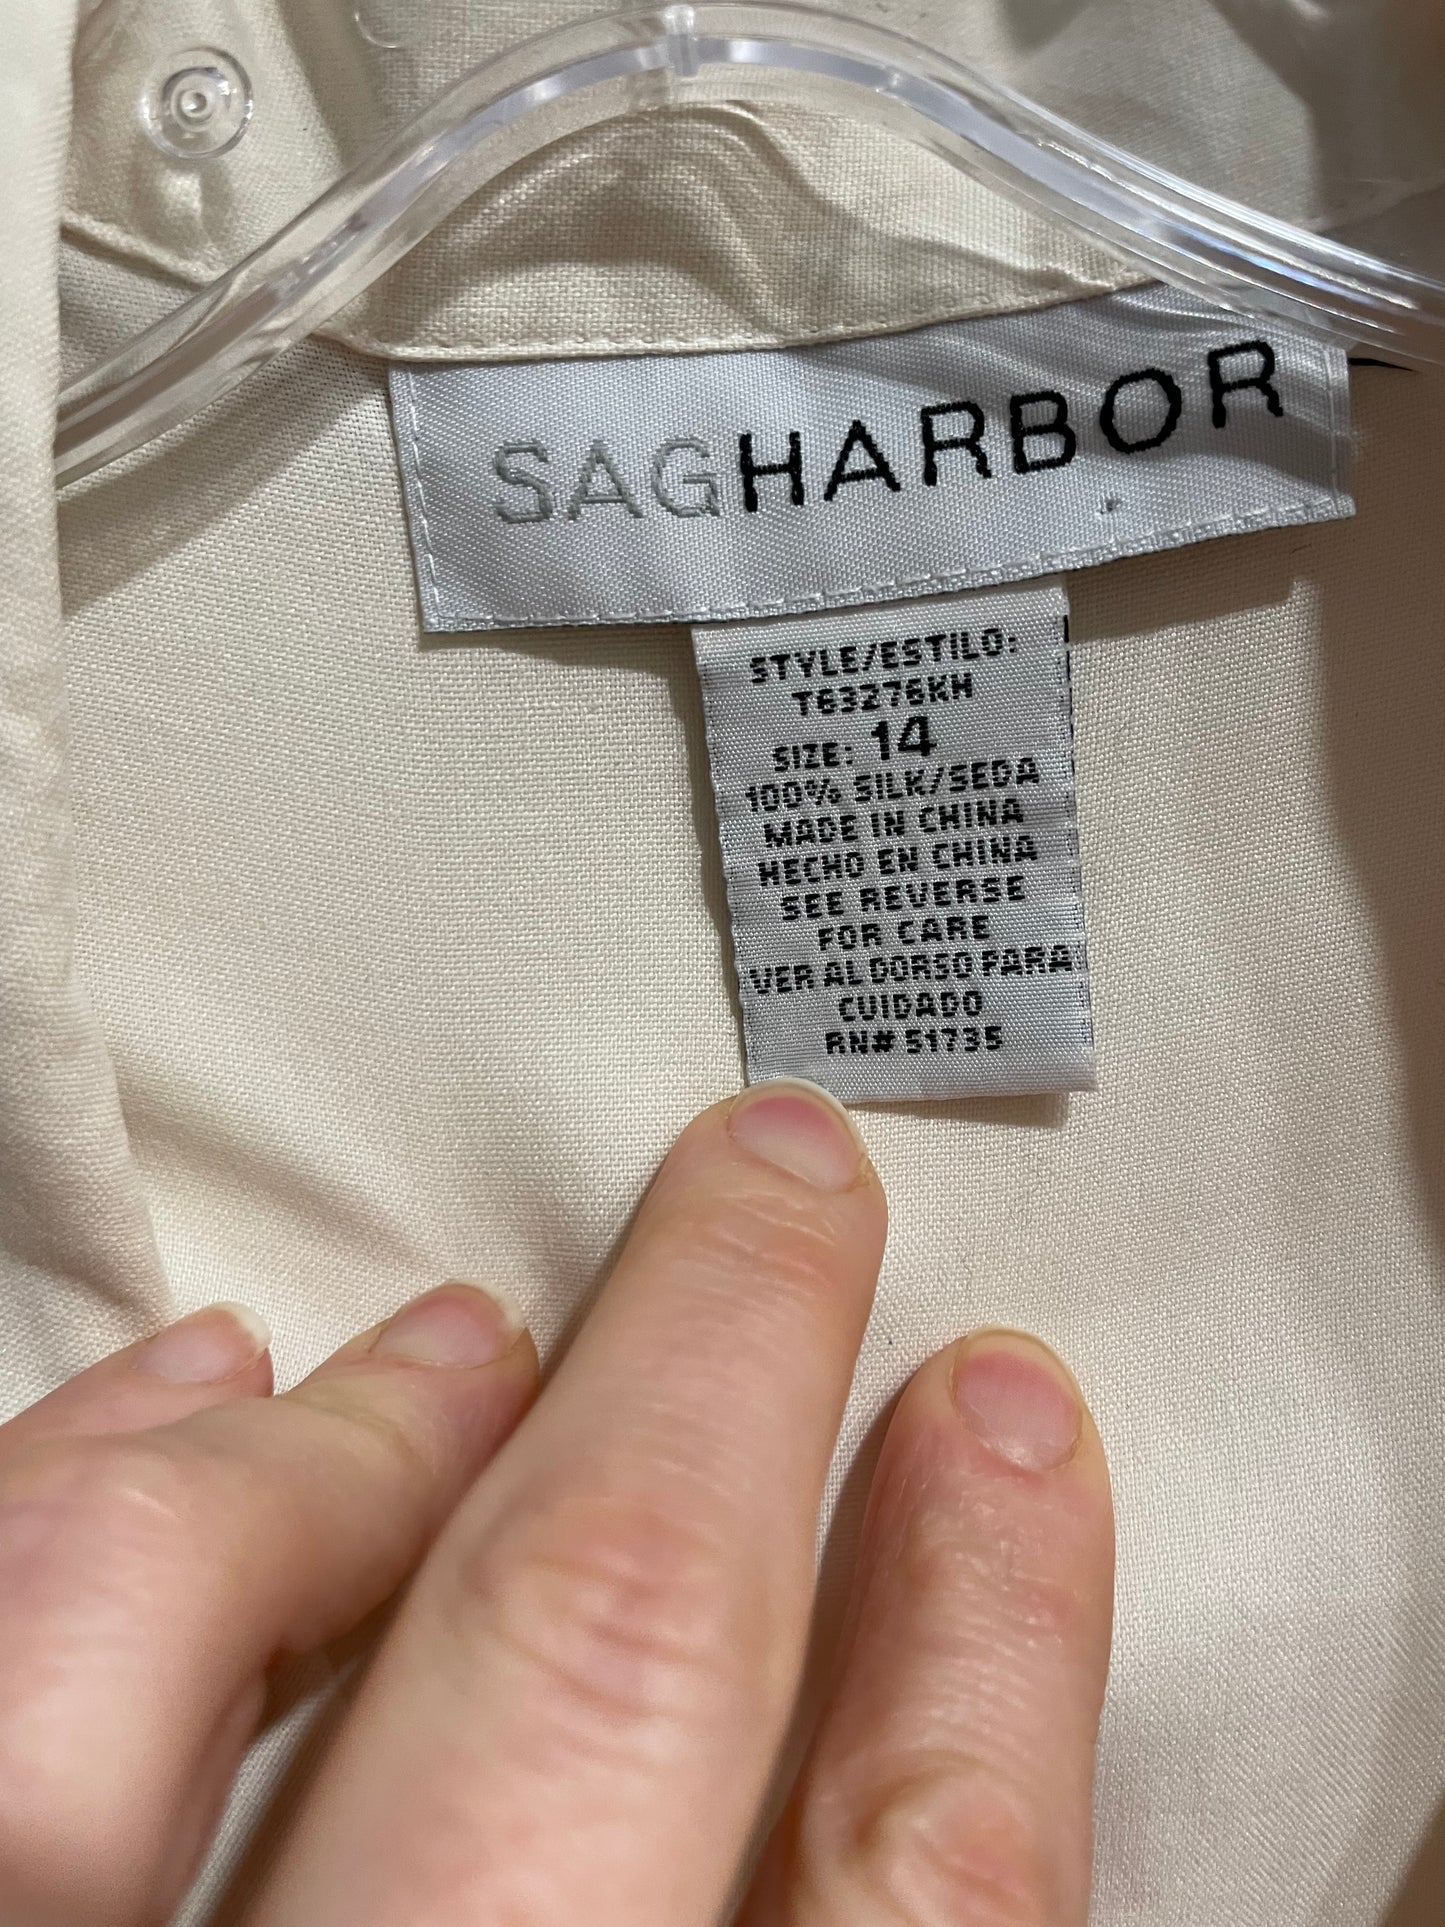 SAGHARBOR
STYLE/ESTILO:
T63276KH
SIZE: 14
100% SILK/SEDA
MADE IN CHINA
HECHO EN CHINA
SEE REVERSE
FOR CARE
VER AL DORSO PARA
CUIDADO
RN# 51735